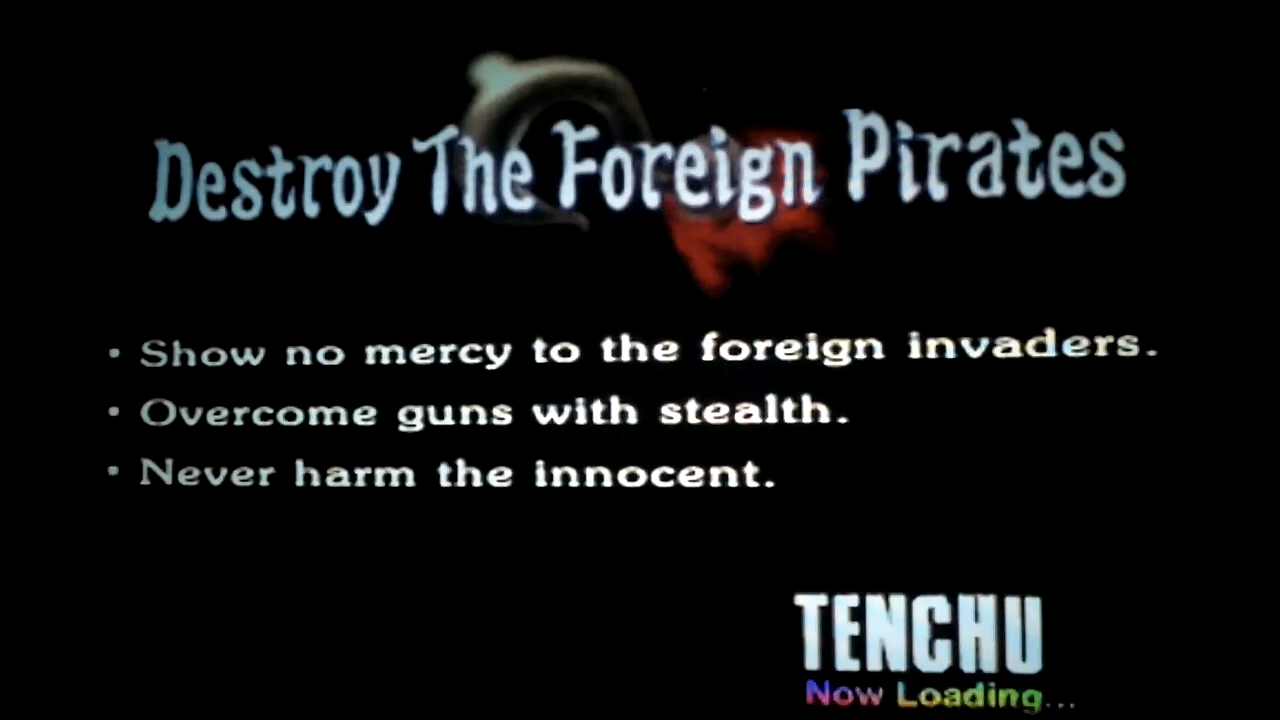 Destroy The Foreign Pirates
• Show no mercy to the foreign invaders.
• Overcome guns with stealth.
• Never harm the innocent.
TENCHU
Now Loading...